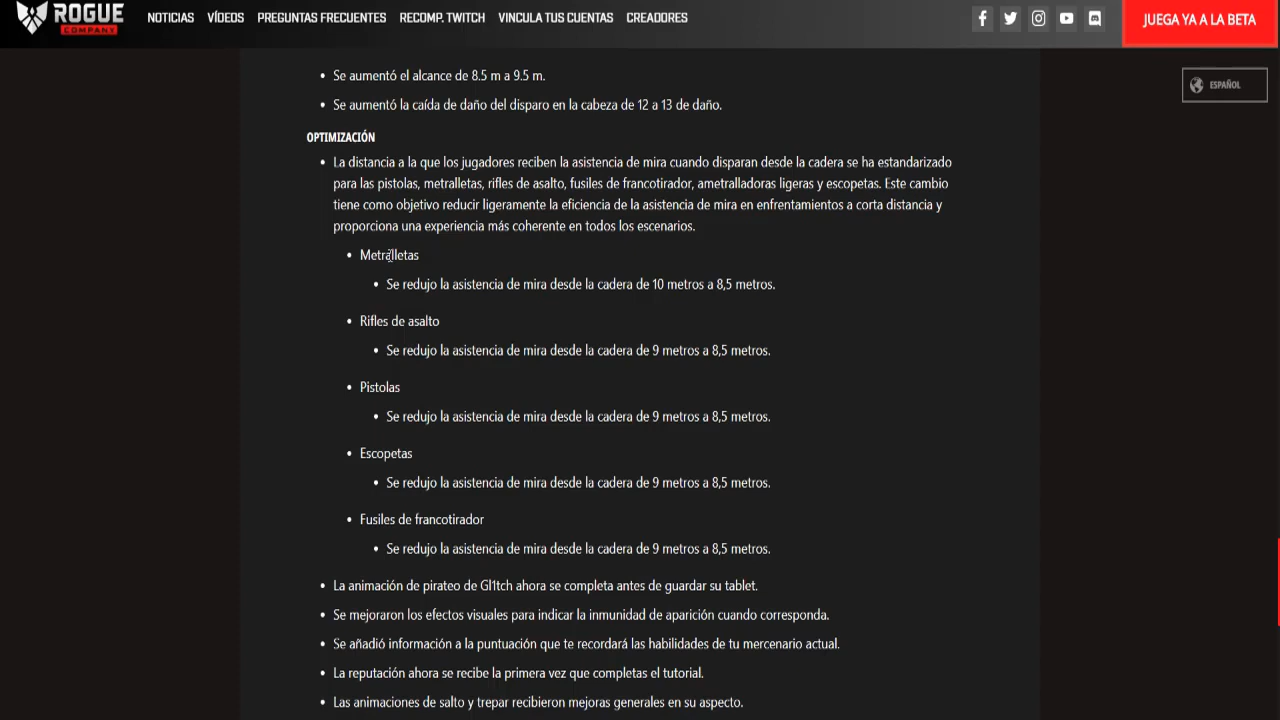 ROGUE
COMPANY
NOTICIAS VÍDEOS PREGUNTAS FRECUENTES RECOMP. TWITCH VINCULA TUS CUENTAS CREADORES
JUEGA YA A LA BETA
ESPAÑOL
• Se aumentó el alcance de 8.5 m a 9.5 m.
• Se aumentó la caída de daño del disparo en la cabeza de 12 a 13 de daño.
OPTIMIZACIÓN
• La distancia a la que los jugadores reciben la asistencia de mira cuando disparan desde la cadera se ha estandarizado
para las pistolas, metralletas, rifles de asalto, fusiles de francotirador, ametralladoras ligeras y escopetas. Este cambio
tiene como objetivo reducir ligeramente la eficiencia de la asistencia de mira en enfrentamientos a corta distancia y
proporciona una experiencia más coherente en todos los escenarios.
• Metralletas
• Se redujo la asistencia de mira desde la cadera de 10 metros a 8,5 metros.
• Rifles de asalto
• Se redujo la asistencia de mira desde la cadera de 9 metros a 8,5 metros.
• Pistolas
• Se redujo la asistencia de mira desde la cadera de 9 metros a 8,5 metros.
• Escopetas
• Se redujo la asistencia de mira desde la cadera de 9 metros a 8,5 metros.
• Fusiles de francotirador
• Se redujo la asistencia de mira desde la cadera de 9 metros a 8,5 metros.
• La animación de pirateo de Gl1tch ahora se completa antes de guardar su tablet.
• Se mejoraron los efectos visuales para indicar la inmunidad de aparición cuando corresponda.
• Se añadió información a la puntuación que te recordará las habilidades de tu mercenario actual.
• La reputación ahora se recibe la primera vez que completas el tutorial.
• Las animaciones de salto y trepar recibieron mejoras generales en su aspecto.